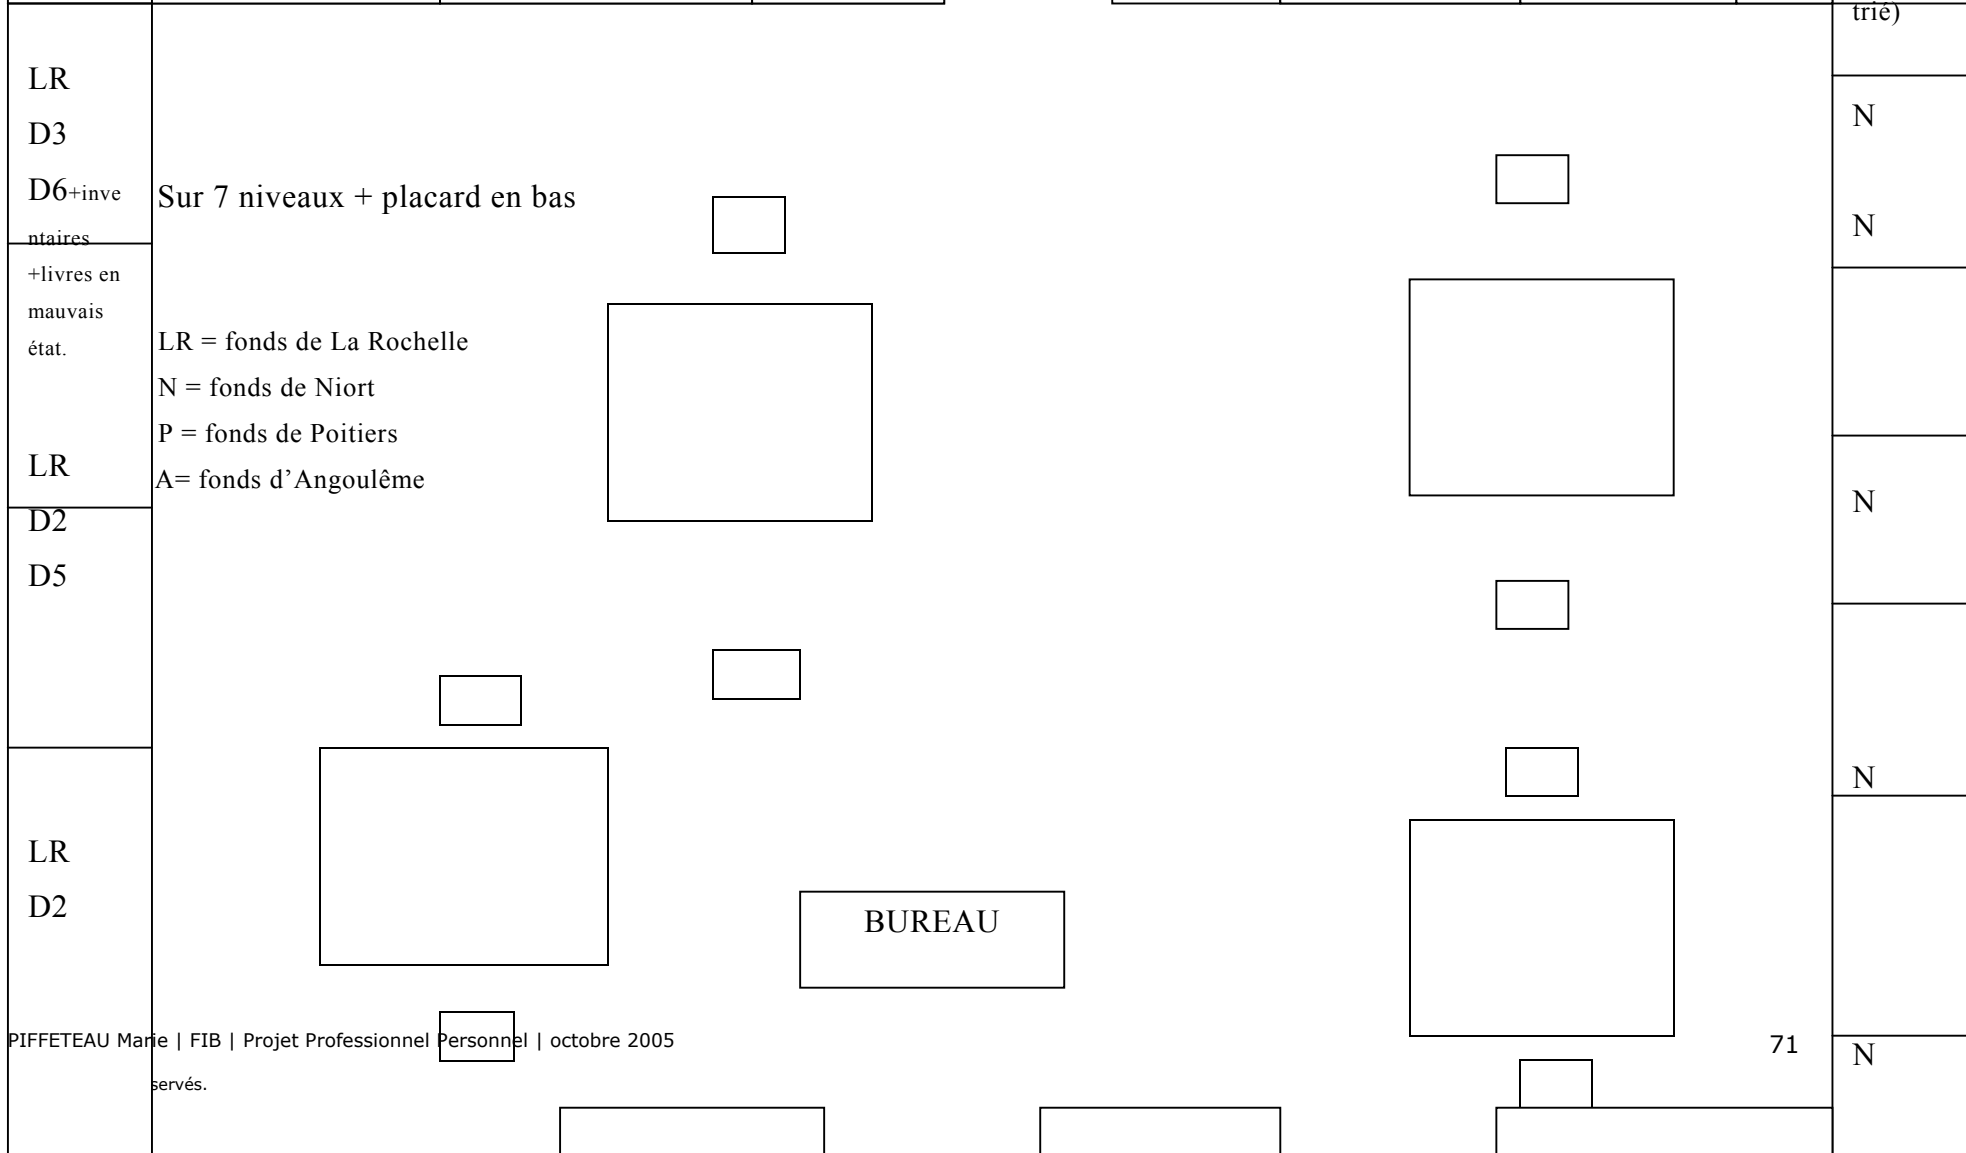 trié)
LR
D3
D6+inve
ntaires
+livres en
mauvais
état.
LR
D2
D5
LR
D2
Sur 7 niveaux + placard en bas
LR = fonds de La Rochelle
N = fonds de Niort
P = fonds de Poitiers
A= fonds d’Angoulême
BUREAU
N
N
N
N
N
PIFFETEAU Marie | FIB | Projet Professionnel Personnel | octobre 2005
71
servés.